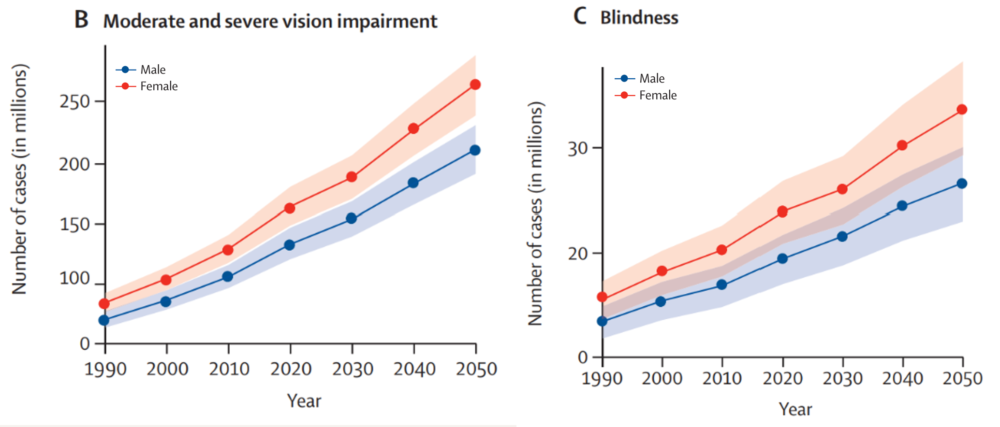 B Moderate and severe vision impairment
Number of cases (in millions)
Male
Female
250
200
150
100
0
1990 2000 2010 2020 2030 2040 2050
Year
C Blindness
Number of cases (in millions)
Male
Female
30
20
0
1990 2000 2010 2020 2030 2040 2050
Year